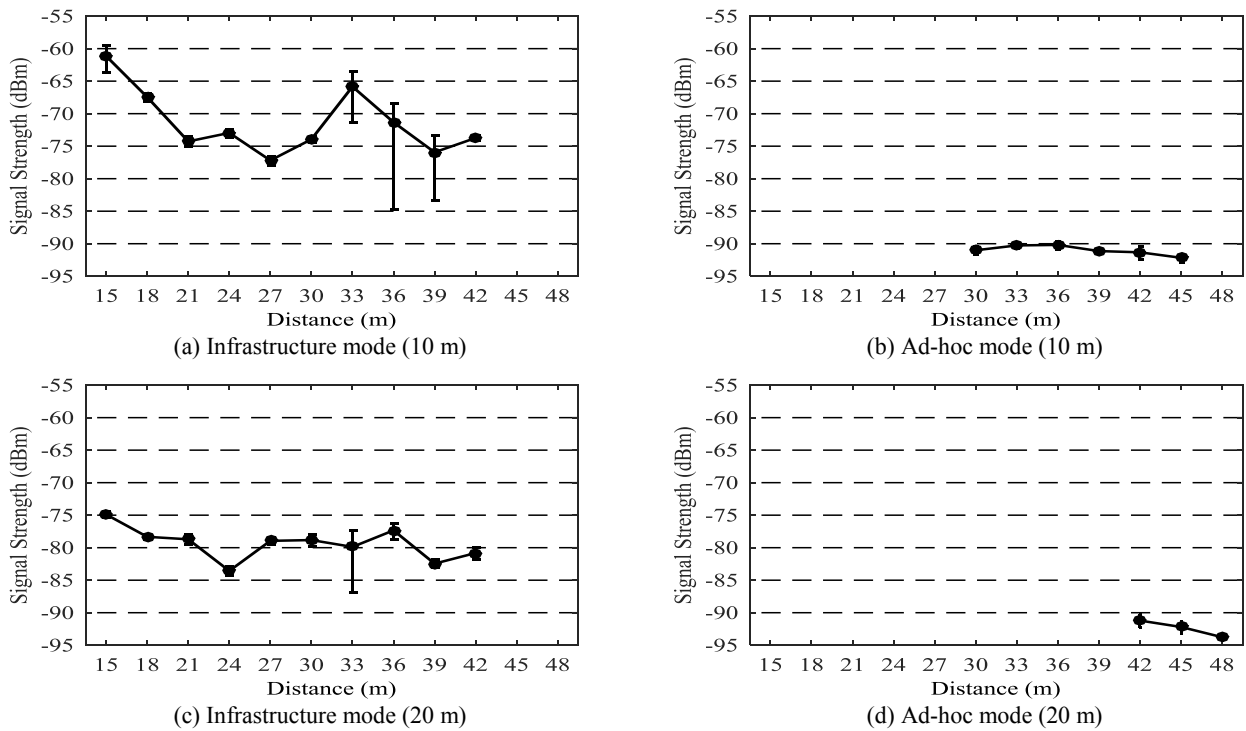 Signal Strength (dBm)
-55
-60
-65
-70
-75
-80
-85
-90
-95
15 18 21 24 27 30 33 36 39 42 45 48
Distance (m)
(a) Infrastructure mode (10 m)
Signal Strength (dBm)
-55
-60
-65
-70
-75
-80
-85
-90
-95
15 18 21 24 27 30 33 36 39 42 45 48
Distance (m)
(b) Ad-hoc mode (10 m)
Signal Strength (dBm)
-55
-60
-65
-70
-75
-80
-85
-90
-95
15 18 21 24 27 30 33 36 39 42 45 48
Distance (m)
(c) Infrastructure mode (20 m)
Signal Strength (dBm)
-55
-60
-65
-70
-75
-80
-85
-90
-95
15 18 21 24 27 30 33 36 39 42 45 48
Distance (m)
(d) Ad-hoc mode (20 m)